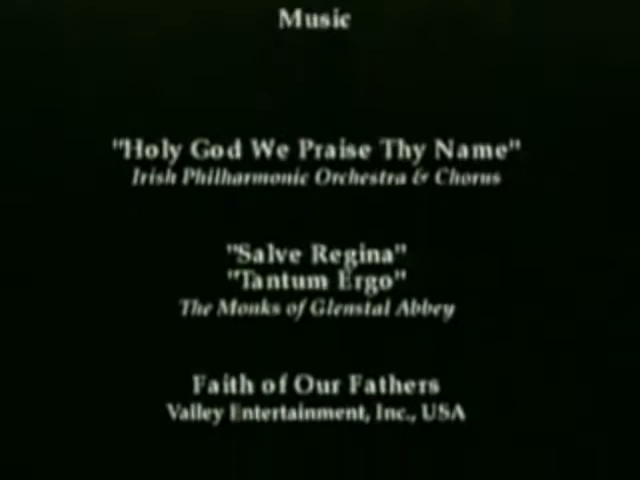 Music
"Holy God We Praise Thy Name"
Irish Philharmonic Orchestra & Chorus
"Salve Regina"
"Tantum Ergo"
The Monks of Glenstal Abbey
Faith of Our Fathers
Valley Entertainment, Inc., USA